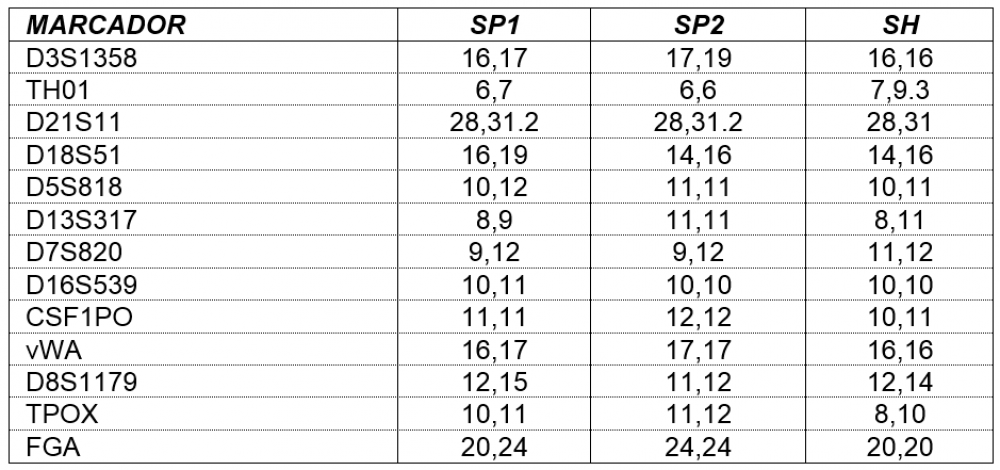 MARCADOR SP1 SP2 SH
D3S1358 16,17 17,19 16,16
TH01 6,7 6,6 7,9.3
D21S11 28,31.2 28,31.2 28,31
D18S51 16,19 14,16 14,16
D5S818 10,12 11,11 10,11
D13S317 8,9 11,11 8,11
D7S820 9,12 9,12 11,12
D16S539 10,11 10,10 10,10
CSF1PO 11,11 12,12 10,11
vWA 16,17 17,17 16,16
D8S1179 12,15 11,12 12,14
TPOX 10,11 11,12 8,10
FGA 20,24 24,24 20,20